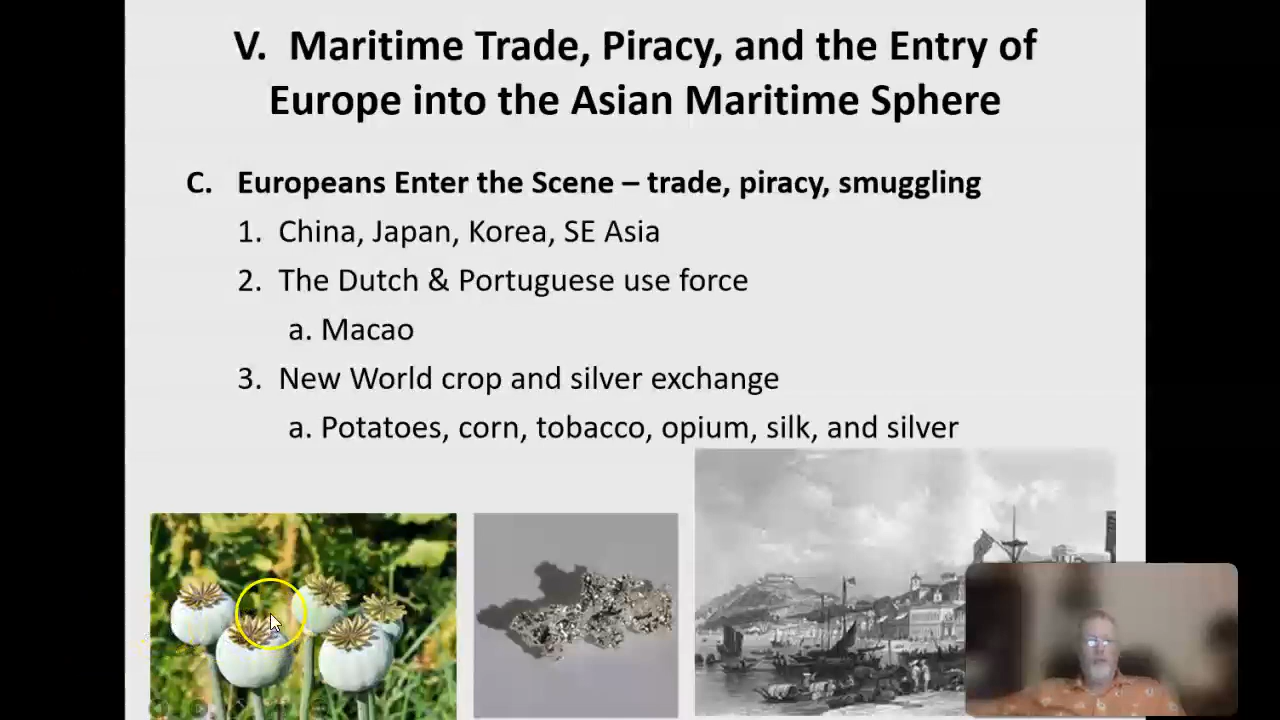 V. Maritime Trade, Piracy, and the Entry of
Europe into the Asian Maritime Sphere
C. Europeans Enter the Scene – trade, piracy, smuggling
1. China, Japan, Korea, SE Asia
2. The Dutch & Portuguese use force
a. Macao
3. New World crop and silver exchange
a. Potatoes, corn, tobacco, opium, silk, and silver